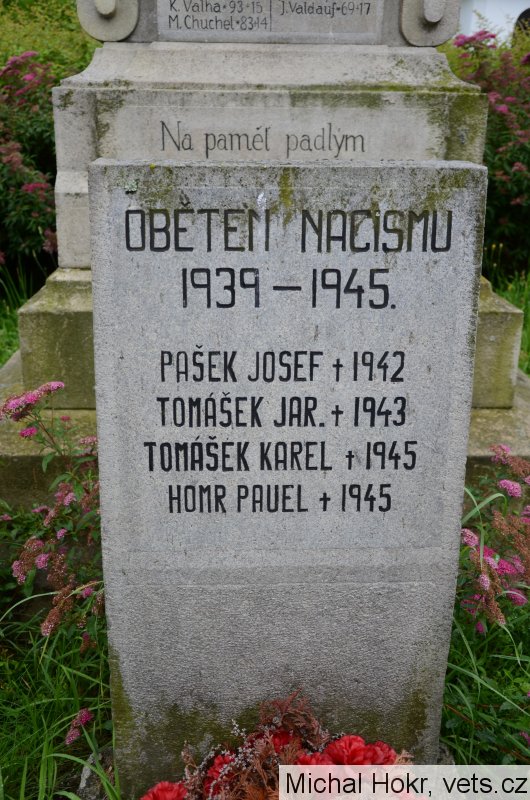 K. Valha *93+15 J. Valdauf *69+17
M. Chuchel *83+14
Na paměť padlým
OBĚTEM NACISMU
1939 – 1945.
PAŠEK JOSEF + 1942
TOMÁŠEK JAR. + 1943
TOMÁŠEK KAREL + 1945
HOMR PAVEL + 1945
Michal Hokr, vets.cz